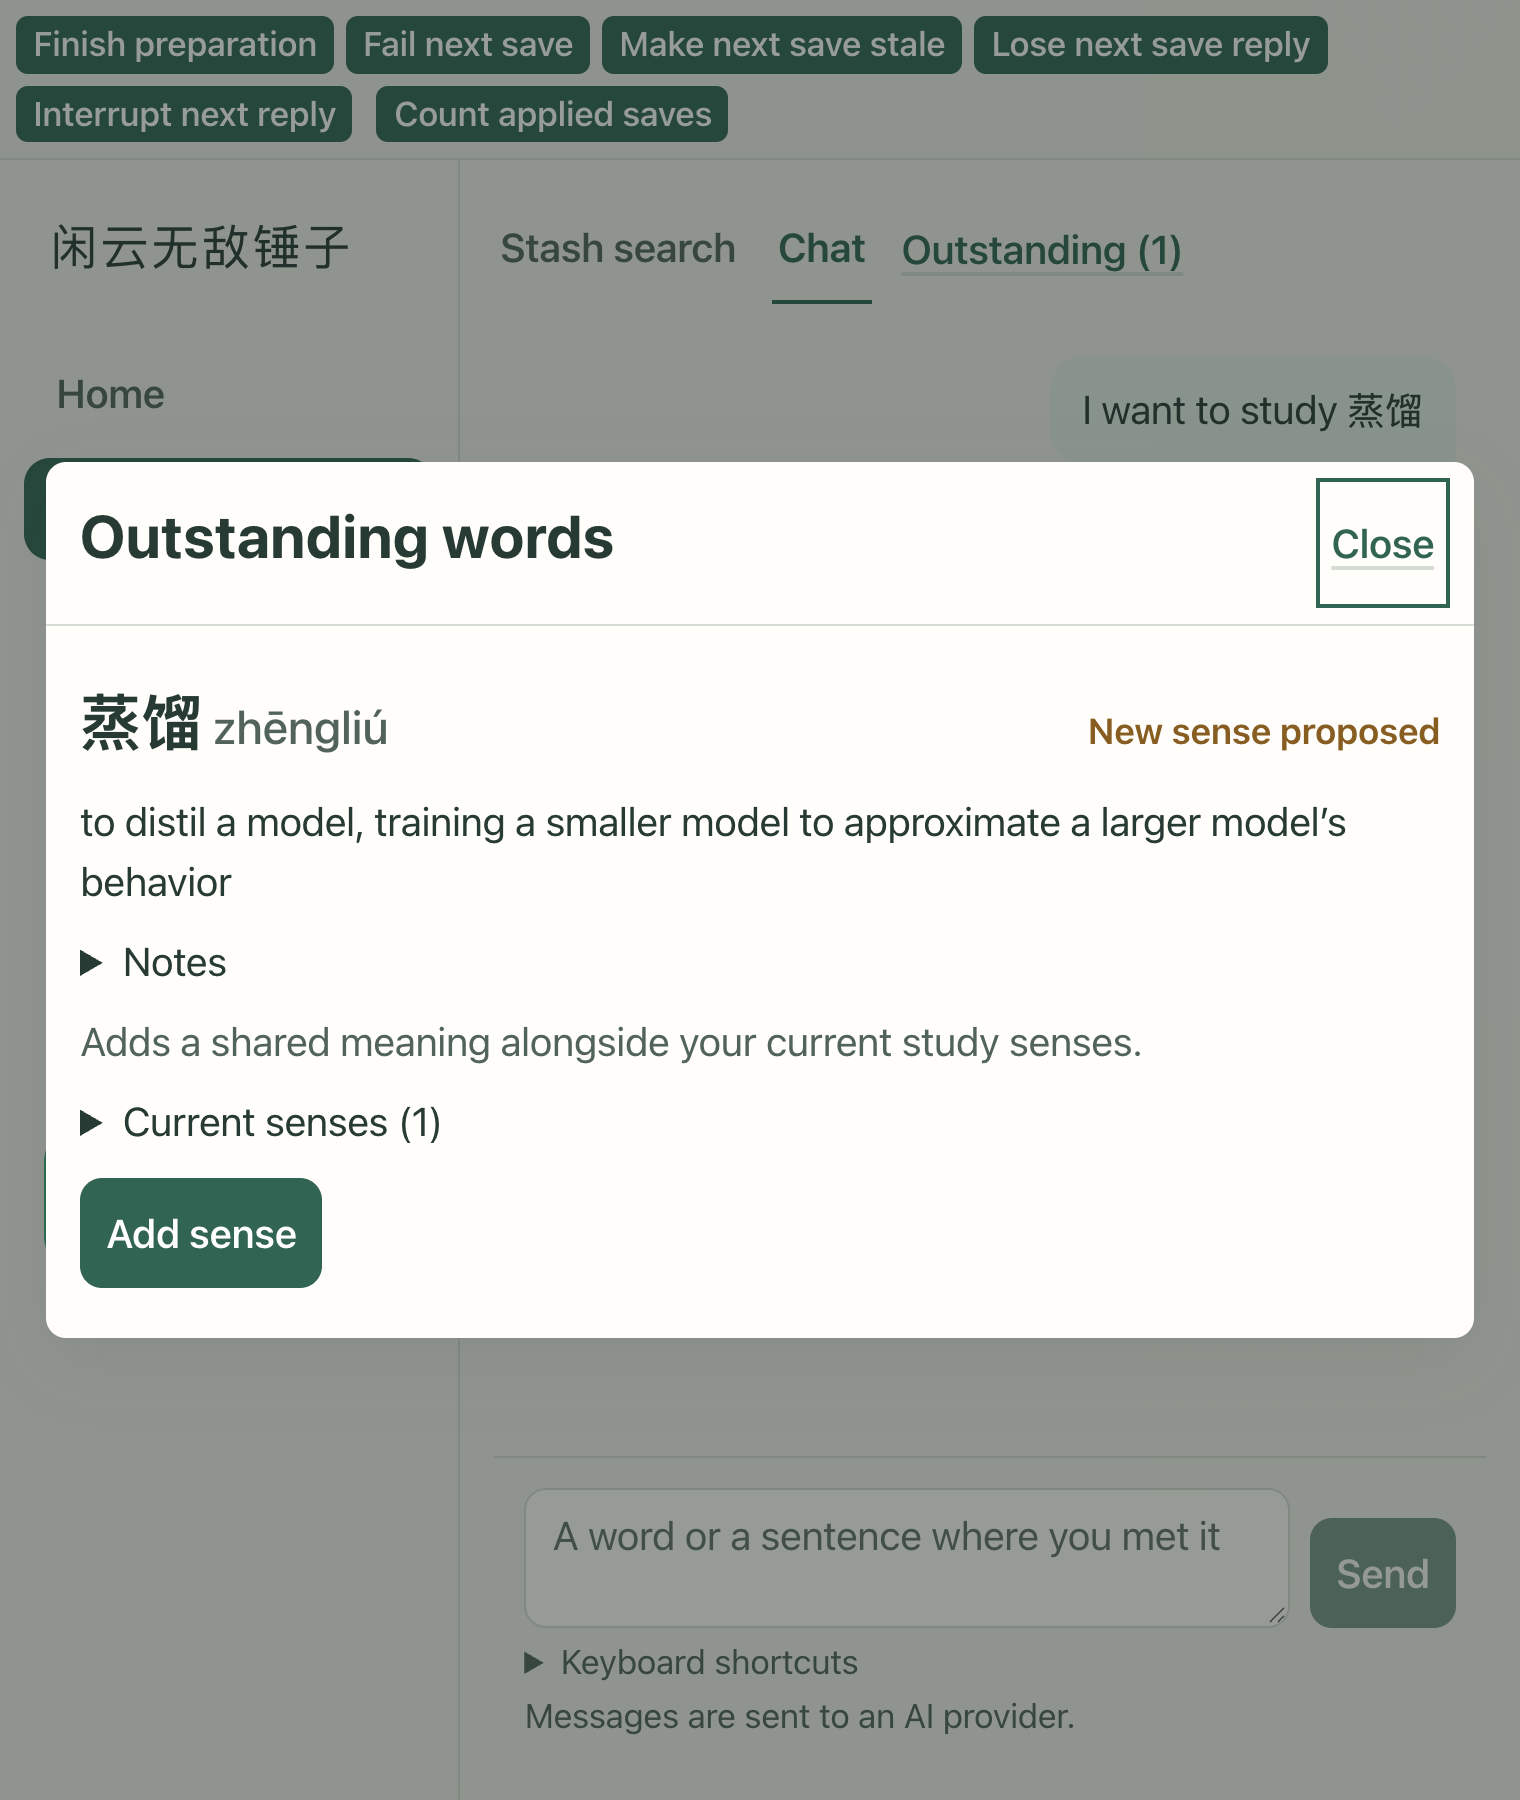 Finish preparation
Fail next save
Make next save stale
Lose next save reply
Interrupt next reply
Count applied saves
闲云无敌锤子
Stash search
Chat
Outstanding (1)
Home
I want to study 蒸馏
Outstanding words
Close
蒸馏 zhēngliú
New sense proposed
to distil a model, training a smaller model to approximate a larger model’s
behavior
Notes
Adds a shared meaning alongside your current study senses.
Current senses (1)
Add sense
A word or a sentence where you met it
Send
Keyboard shortcuts
Messages are sent to an AI provider.